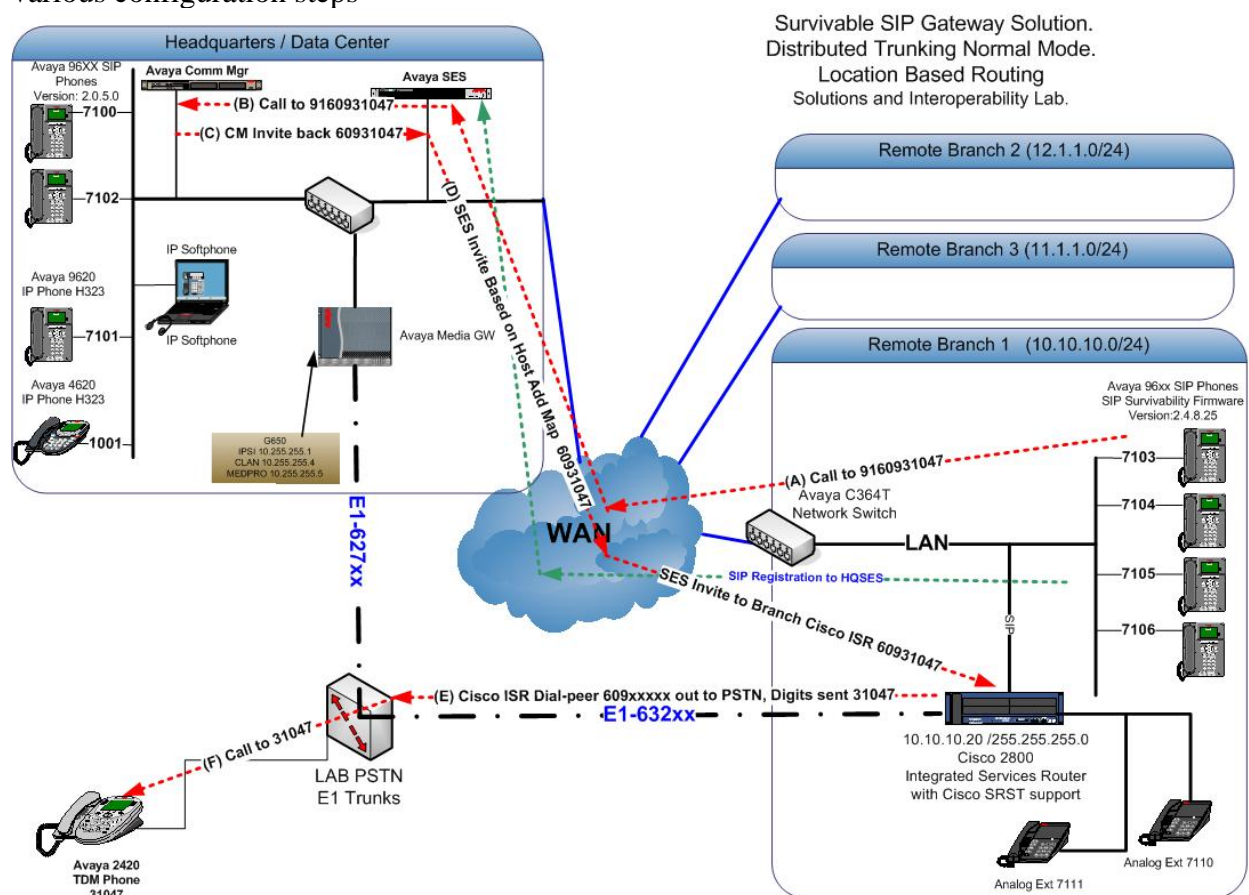 various configuration steps
Survivable SIP Gateway Solution.
Distributed Trunking Normal Mode.
Location Based Routing
Solutions and Interoperability Lab.
Headquarters / Data Center
Avaya 96XX SIP
Phones
Version: 2.0.5.0
Avaya Comm Mgr
Avaya SES
7100
(B) Call to 9160931047
(C) CM Invite back 60931047
7102
(D) SES Invite Based on Host Add Map 60931047
IP Softphone
IP Softphone
Avaya 9620
IP Phone H323
7101
Avaya Media GW
Avaya 4620
IP Phone H323
1001
G650
IPSI 10.255.255.1
CLAN 10.255.255.4
MEDPRO 10.255.255.5
Remote Branch 2 (12.1.1.0/24)
Remote Branch 3 (11.1.1.0/24)
Remote Branch 1 (10.10.10.0/24)
Avaya 96xx SIP Phones
SIP Survivability Firmware
Version:2.4.8.25
7103
(A) Call to 9160931047
Avaya C364T
Network Switch
7104
WAN
LAN
7105
SIP Registration to HQSES
SES Invite to Branch Cisco ISR 60931047
SIP
7106
E1-627xx
(E) Cisco ISR Dial-peer 609xxxxx out to PSTN, Digits sent 31047
E1-632xx
(F) Call to 31047
LAB PSTN
E1 Trunks
10.10.10.20 /255.255.255.0
Cisco 2800
Integrated Services Router
with Cisco SRST support
Avaya 2420
TDM Phone
31047
Analog Ext 7110
Analog Ext 7111